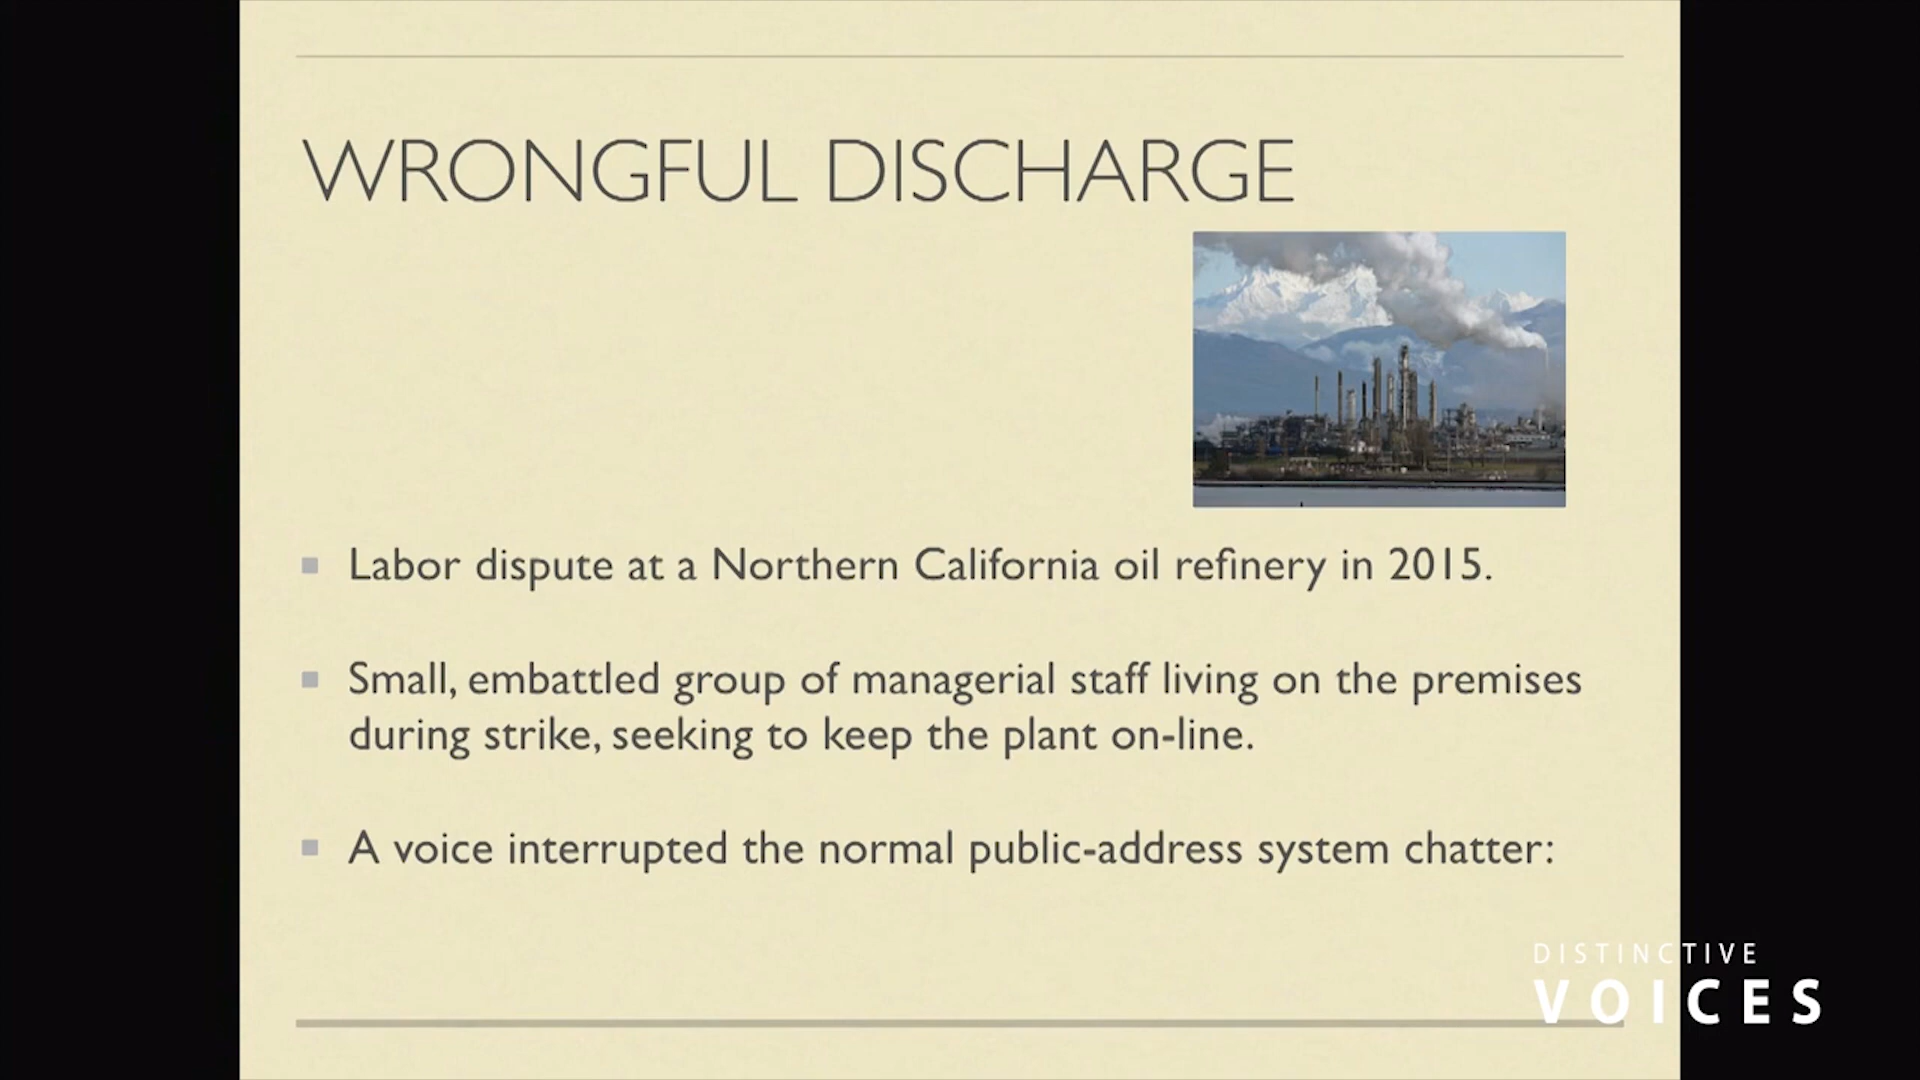 WRONGFUL DISCHARGE
Labor dispute at a Northern California oil refinery in 2015.
Small, embattled group of managerial staff living on the premises
during strike, seeking to keep the plant on-line.
A voice interrupted the normal public-address system chatter:
DISTINCTIVE
VOICES